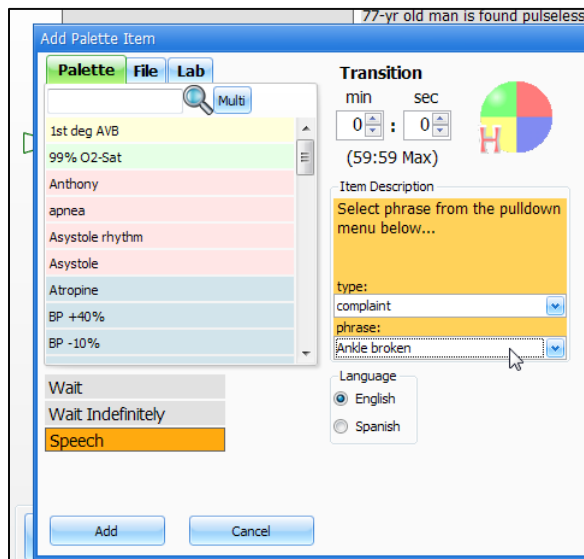 77-yr old man is found pulseless
Add Palette Item
Palette File Lab
Multi
1st deg AVB
99% O2-Sat
Anthony
apnea
Asystole rhythm
Asystole
Atropine
BP +40%
BP -10%
Wait
Wait Indefinitely
Speech
Add Cancel
Transition
min sec
0 : 0
(59:59 Max)
H
Item Description
Select phrase from the pulldown
menu below...
type:
complaint
phrase:
Ankle broken
Language
English
Spanish